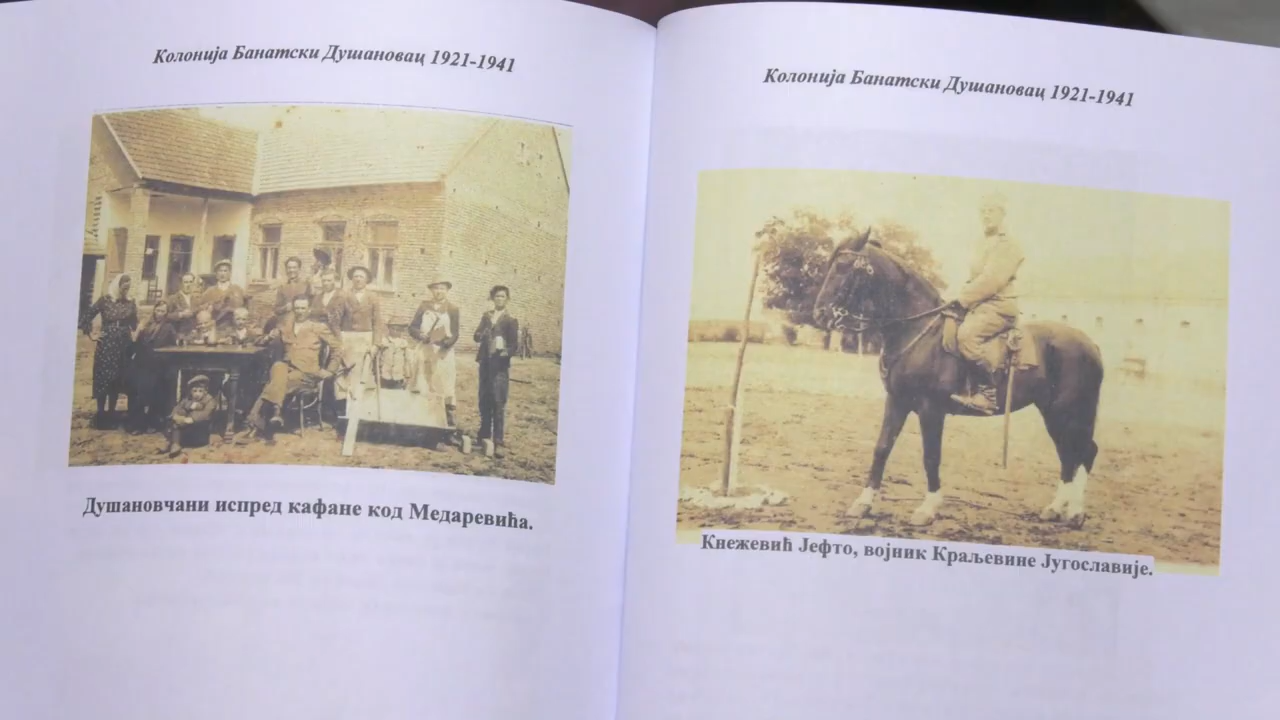 Колонија Банатски Душановац 1921-1941
Душановчани испред кафане код Медаревића.
Колонија Банатски Душановац 1921-1941
Кнежевић Јефто, војник Краљевине Југославије.